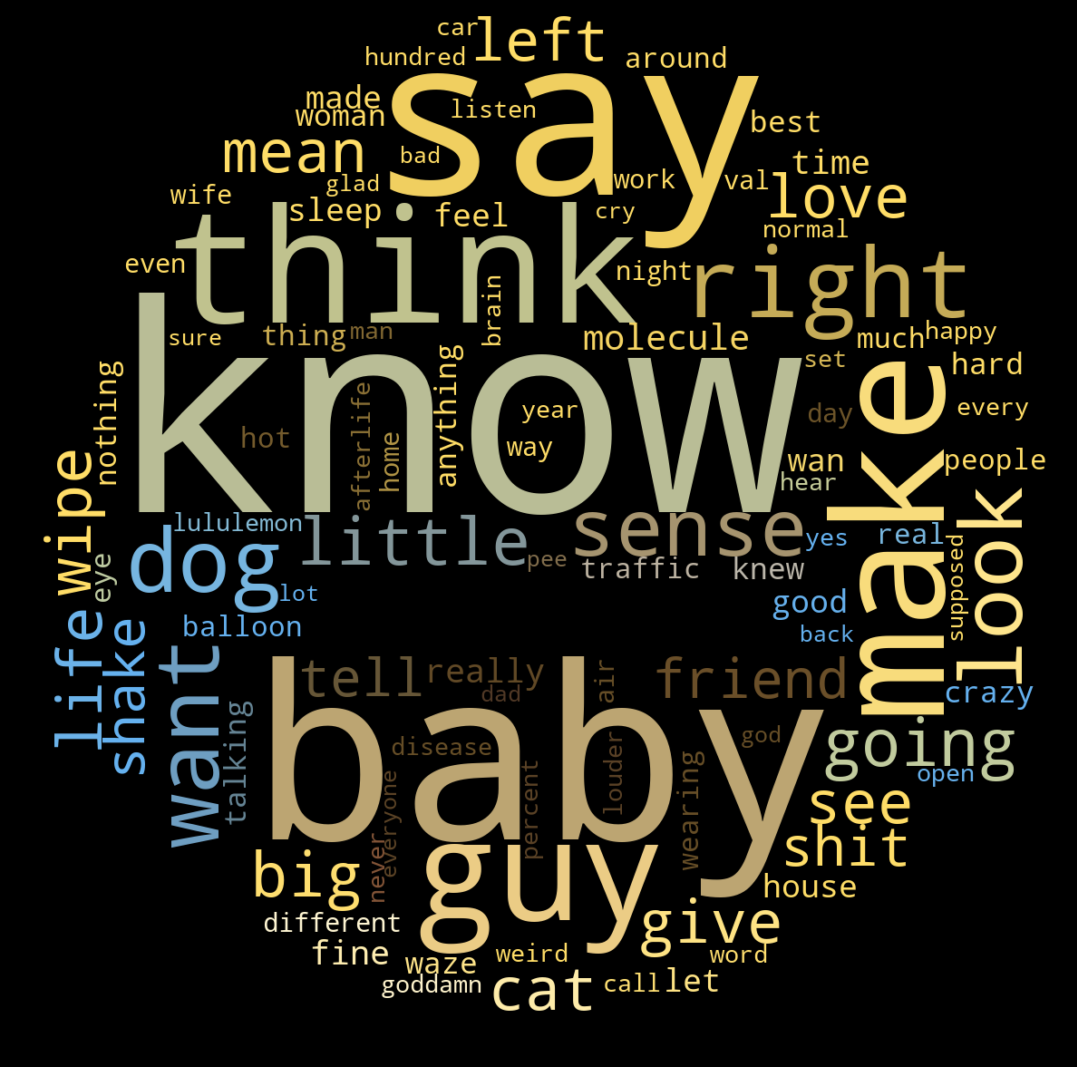 car
left
hundred
around
say
made
listen
woman
best
mean
bad
time
glad
work
val
love
wife
sleep
feel
cry
normal
think
right
even
night
brain
know
sure
thing
man
molecule
much
happy
set
hard
nothing
anything
make
year
day
every
hot
afterlife
home
way
wan
people
hear
wipe
look
lululemon
little
sense
yes
real
supposed
dog
pee
traffic
knew
eye
lot
good
balloon
back
life
shake
want
tell
really
air
friend
crazy
dad
baby
talking
disease
louder
god
going
wearing
open
percent
everyone
never
see
big
guy
shit
house
different
give
fine
waze
weird
word
goddamn
cat
call
let